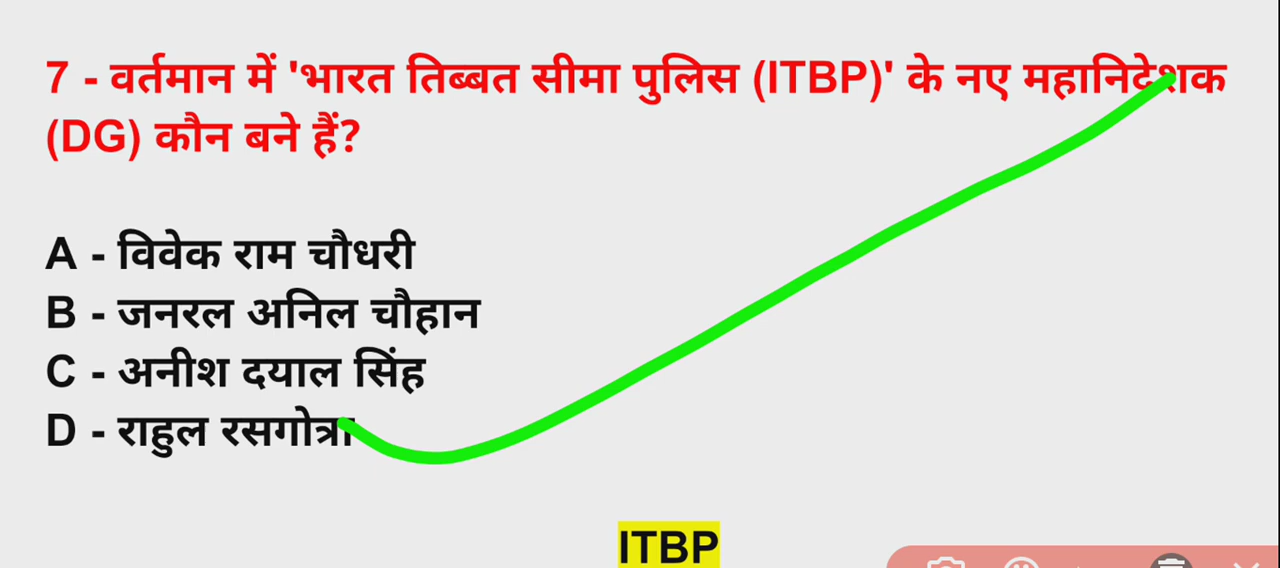 7 - वर्तमान में 'भारत तिब्बत सीमा पुलिस (ITBP)' के नए महानिदेशक
(DG) कौन बने हैं?
A - विवेक राम चौधरी
B - जनरल अनिल चौहान
C - अनीश दयाल सिंह
D - राहुल रसगोत्रा
ITBP